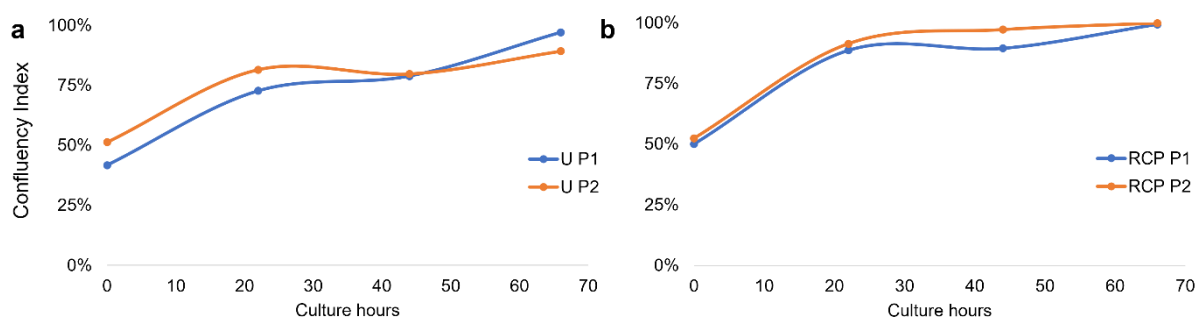 a
100%
75%
50%
25%
0%
Confluency Index
0 10 20 30 40 50 60 70
Culture hours
U P1
U P2
b
100%
75%
50%
25%
0%
0 10 20 30 40 50 60 70
Culture hours
RCP P1
RCP P2